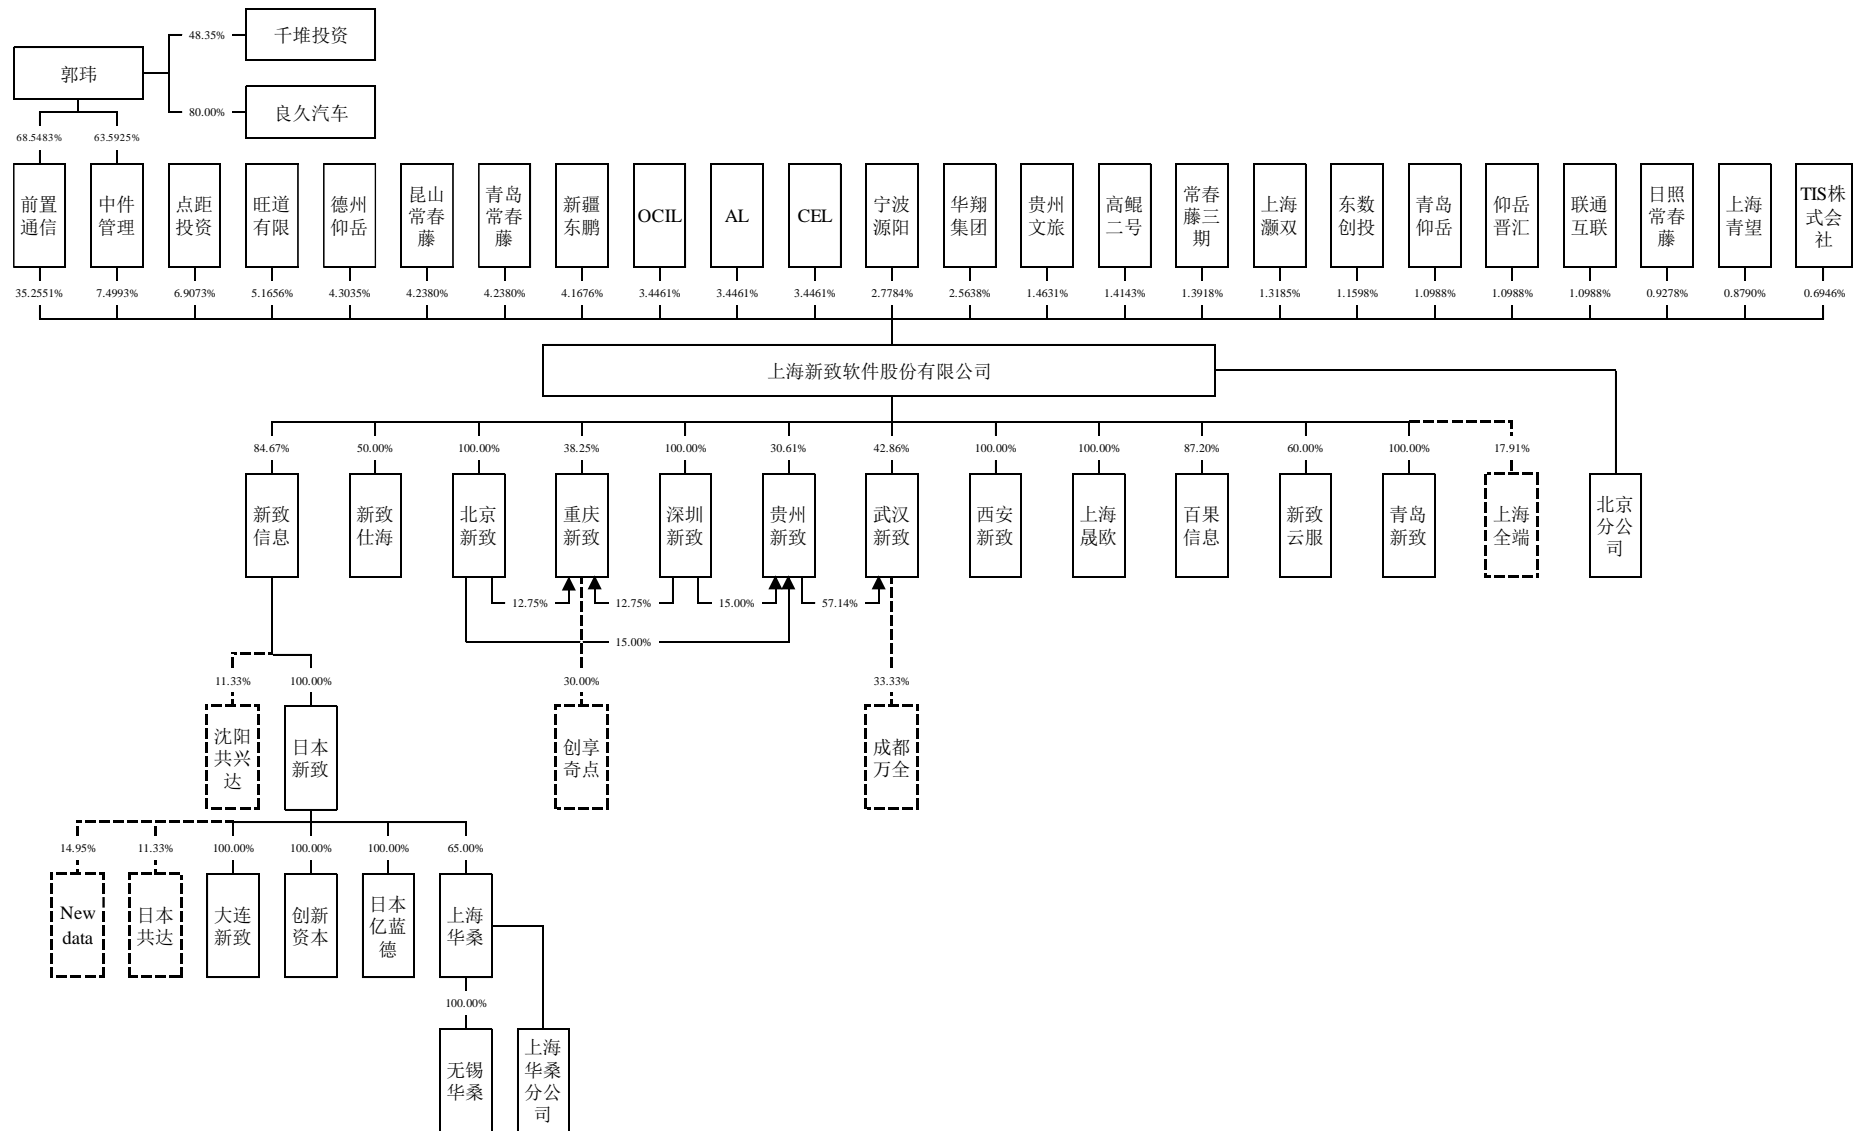 48.35%
千堆投资
郭玮
80.00%
良久汽车
68.5483%
63.5925%
前置
通信
中件
管理
点距
投资
旺道
有限
德州
仰岳
昆山
常春
藤
青岛
常春
藤
新疆
东鹏
OCIL
AL
CEL
宁波
源阳
华翔
集团
贵州
文旅
高鲲
二号
常春
藤三
期
上海
灏双
东数
创投
青岛
仰岳
仰岳
晋汇
联通
互联
日照
常春
藤
上海
青望
TIS株
式会
社
35.2551%
7.4993%
6.9073%
5.1656%
4.3035%
4.2380%
4.2380%
4.1676%
3.4461%
3.4461%
3.4461%
2.7784%
2.5638%
1.4631%
1.4143%
1.3918%
1.3185%
1.1598%
1.0988%
1.0988%
1.0988%
0.9278%
0.8790%
0.6946%
上海新致软件股份有限公司
84.67%
50.00%
100.00%
38.25%
100.00%
30.61%
42.86%
100.00%
100.00%
87.20%
60.00%
100.00%
17.91%
新致
信息
新致
仕海
北京
新致
重庆
新致
深圳
新致
贵州
新致
武汉
新致
西安
新致
上海
晟欧
百果
信息
新致
云服
青岛
新致
上海
全端
北京
分公
司
12.75%
12.75%
15.00%
57.14%
15.00%
11.33%
100.00%
30.00%
33.33%
沈阳
共兴
达
日本
新致
创享
奇点
成都
万全
14.95%
11.33%
100.00%
100.00%
100.00%
65.00%
New
data
日本
共达
大连
新致
创新
资本
日本
亿蓝
德
上海
华桑
100.00%
无锡
华桑
上海
华桑
分公
司